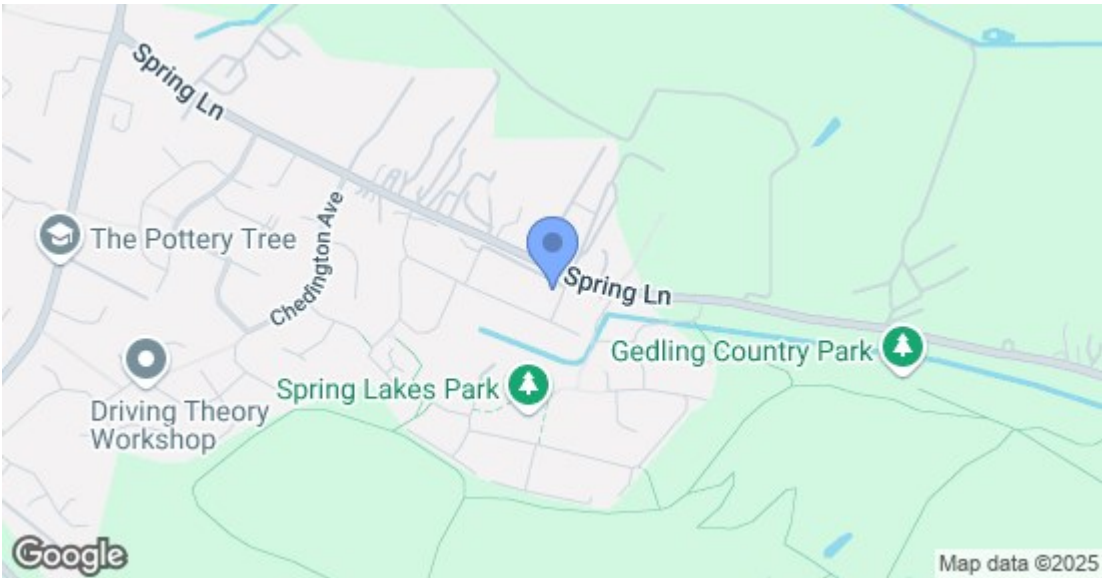 Spring Ln
The Pottery Tree
Chedington Ave
Spring Ln
Gedling Country Park
Spring Lakes Park
Driving Theory
Workshop
Google
Map data ©2025